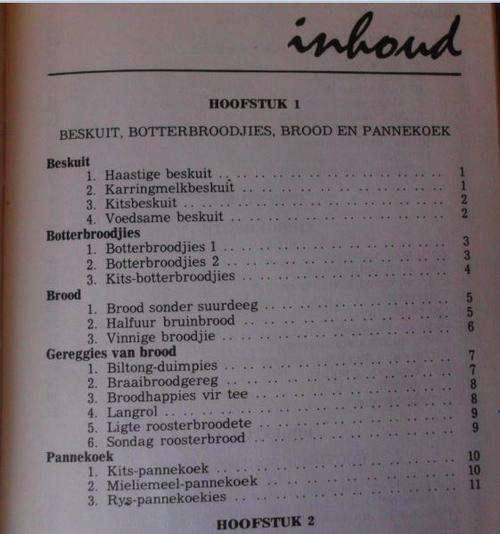 inhoud
HOOFSTUK 1
BESKUIT, BOTTERBROODJIES, BROOD EN PANNEKOEK
Beskuit
1. Haastige beskuit . . . . . . . . . . . . . . . . . . . . 1
2. Karringmelkbeskuit . . . . . . . . . . . . . . . . . . . . 1
3. Kitsbeskuit . . . . . . . . . . . . . . . . . . . . 2
4. Voedsame beskuit . . . . . . . . . . . . . . . . . . . . 2
Botterbroodjies
1. Botterbroodjies 1 . . . . . . . . . . . . . . . . . . . . 3
2. Botterbroodjies 2 . . . . . . . . . . . . . . . . . . . . 3
3. Kits-botterbroodjies . . . . . . . . . . . . . . . . . . . . 4
Brood
1. Brood sonder suurdeeg . . . . . . . . . . . . . . . . . . . . 5
2. Halfuur bruinbrood . . . . . . . . . . . . . . . . . . . . 5
3. Vinnige broodjie . . . . . . . . . . . . . . . . . . . . 6
Gereggies van brood
1. Biltong-duimpies . . . . . . . . . . . . . . . . . . . . 7
2. Braaibroodgereg . . . . . . . . . . . . . . . . . . . . 7
3. Broodhappies vir tee . . . . . . . . . . . . . . . . . . . . 8
4. Langrol . . . . . . . . . . . . . . . . . . . . 8
5. Ligte roosterbroodete . . . . . . . . . . . . . . . . . . . . 9
6. Sondag roosterbrood . . . . . . . . . . . . . . . . . . . . 9
Pannekoek
1. Kits-pannekoek . . . . . . . . . . . . . . . . . . . . 10
2. Mieliemeel-pannekoek . . . . . . . . . . . . . . . . . . . . 10
3. Rys-pannekoekies . . . . . . . . . . . . . . . . . . . . 11
HOOFSTUK 2